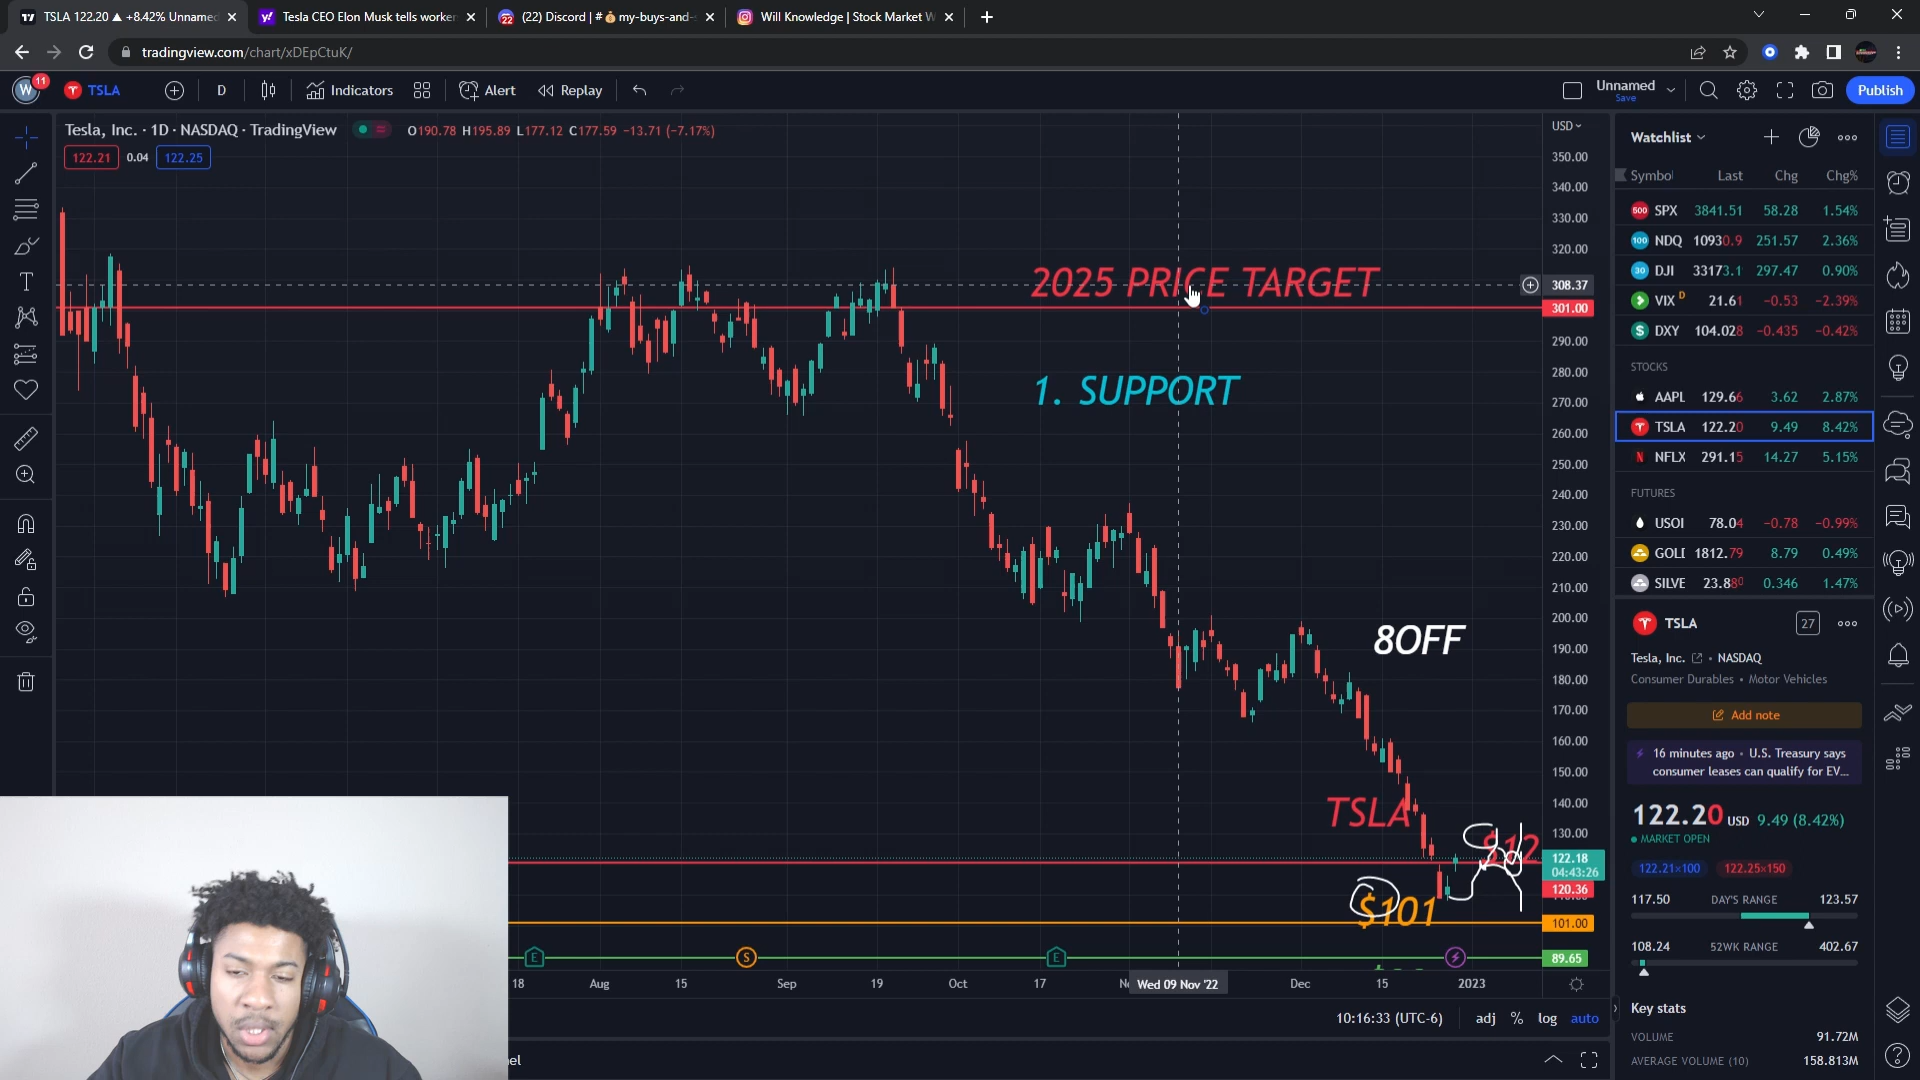 TSLA 122.20 ▲ +8.42% Unnamed
Tesla CEO Elon Musk tells worker
(22) Discord | #💰my-buys-and-s
Will Knowledge | Stock Market W
tradingview.com/chart/xDEpCtuK/
W 11 TSLA D Indicators Alert Replay Unnamed Save Publish
Tesla, Inc. · 1D · NASDAQ · TradingView O190.78 H195.89 L177.12 C177.59 −13.71 (−7.17%)
122.21 0.04 122.25
USD
350.00
340.00
330.00
320.00
308.37
301.00
290.00
280.00
270.00
260.00
250.00
240.00
230.00
220.00
210.00
200.00
190.00
180.00
170.00
160.00
150.00
140.00
130.00
122.18
04:43:26
120.36
101.00
89.65
2025 PRICE TARGET
1. SUPPORT
8OFF
TSLA
$12
$101
E S E
18 Aug 15 Sep 19 Oct 17 Wed 09 Nov '22 Dec 15 2023
10:16:33 (UTC-6) adj % log auto
Watchlist
Symbol Last Chg Chg%
SPX 3841.51 58.28 1.54%
NDQ 10930.9 251.57 2.36%
DJI 33173.1 297.47 0.90%
VIX D 21.61 −0.53 −2.39%
DXY 104.028 −0.435 −0.42%
STOCKS
AAPL 129.66 3.62 2.87%
TSLA 122.20 9.49 8.42%
NFLX 291.15 14.27 5.15%
FUTURES
USOI 78.04 −0.78 −0.99%
GOLD 1812.79 8.79 0.49%
SILVE 23.880 0.346 1.47%
TSLA 27
Tesla, Inc. • NASDAQ
Consumer Durables • Motor Vehicles
Add note
16 minutes ago • U.S. Treasury says
consumer leases can qualify for EV...
122.20 USD 9.49 (8.42%)
MARKET OPEN
122.21×100 122.25×150
117.50 DAY'S RANGE 123.57
108.24 52WK RANGE 402.67
Key stats
VOLUME 91.72M
AVERAGE VOLUME (10) 158.813M